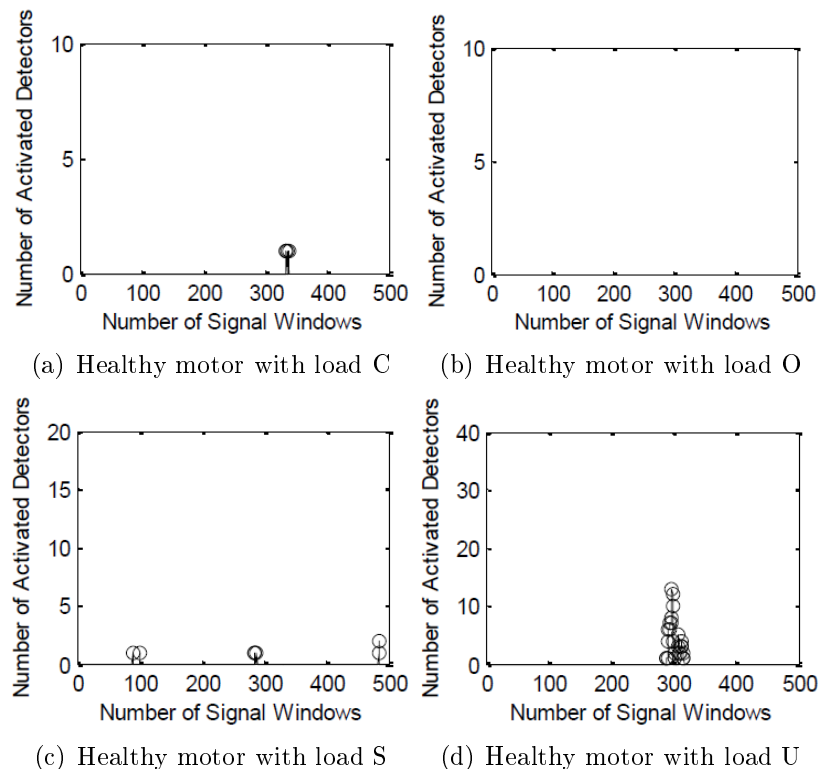 Number of Activated Detectors
10
5
0
0 100 200 300 400 500
Number of Signal Windows
(a) Healthy motor with load C
Number of Activated Detectors
10
5
0
0 100 200 300 400 500
Number of Signal Windows
(b) Healthy motor with load O
Number of Activated Detectors
20
15
10
5
0
0 100 200 300 400 500
Number of Signal Windows
(c) Healthy motor with load S
Number of Activated Detectors
40
30
20
10
0
0 100 200 300 400 500
Number of Signal Windows
(d) Healthy motor with load U